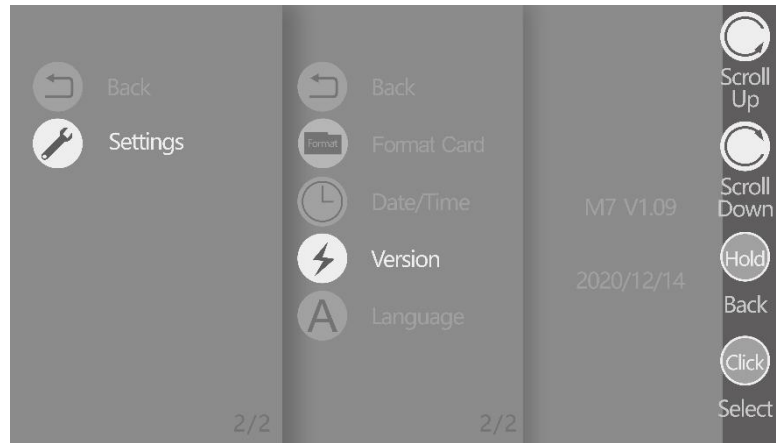 Back
Settings
2/2
Back
Format
Format Card
Date/Time
Version
A
Language
2/2
M7 V1.09
2020/12/14
Scroll
Up
Scroll
Down
Hold
Back
Click
Select